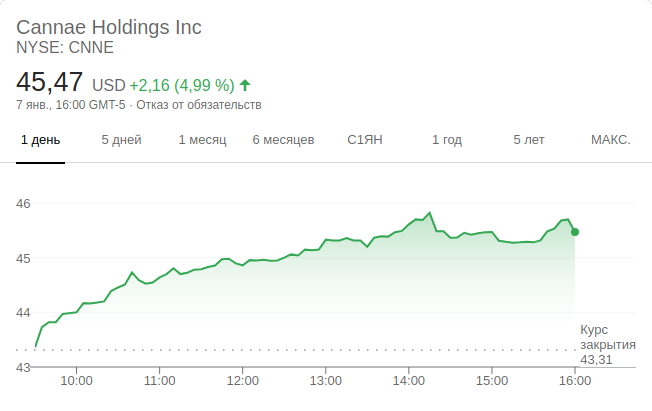 Cannae Holdings Inc
NYSE: CNNE
45,47 USD +2,16 (4,99 %)
7 янв., 16:00 GMT-5 · Отказ от обязательств
1 день 5 дней 1 месяц 6 месяцев С1ЯН 1 год 5 лет МАКС.
46
45
44
43
Курс
закрытия
43,31
10:00 11:00 12:00 13:00 14:00 15:00 16:00